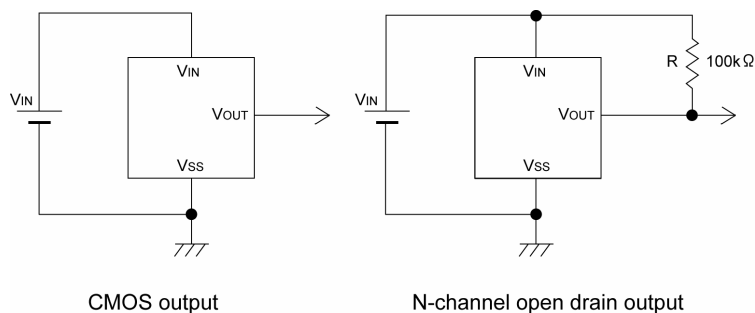 VIN
VIN
VOUT
VSS
CMOS output
VIN
VIN
VOUT
VSS
R 100kΩ
N-channel open drain output